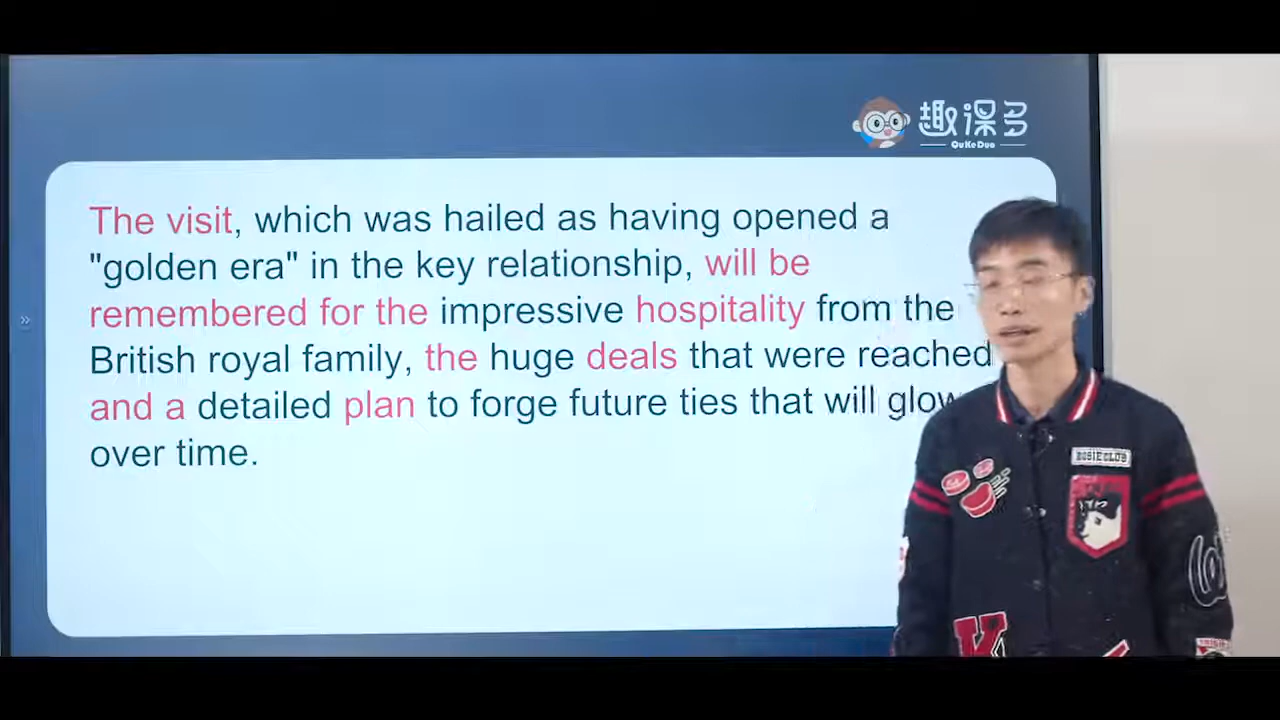 趣课多
QuKeDuo
The visit, which was hailed as having opened a
"golden era" in the key relationship, will be
remembered for the impressive hospitality from the
British royal family, the huge deals that were reached
and a detailed plan to forge future ties that will glow
over time.
»
ROSIECLUB
K